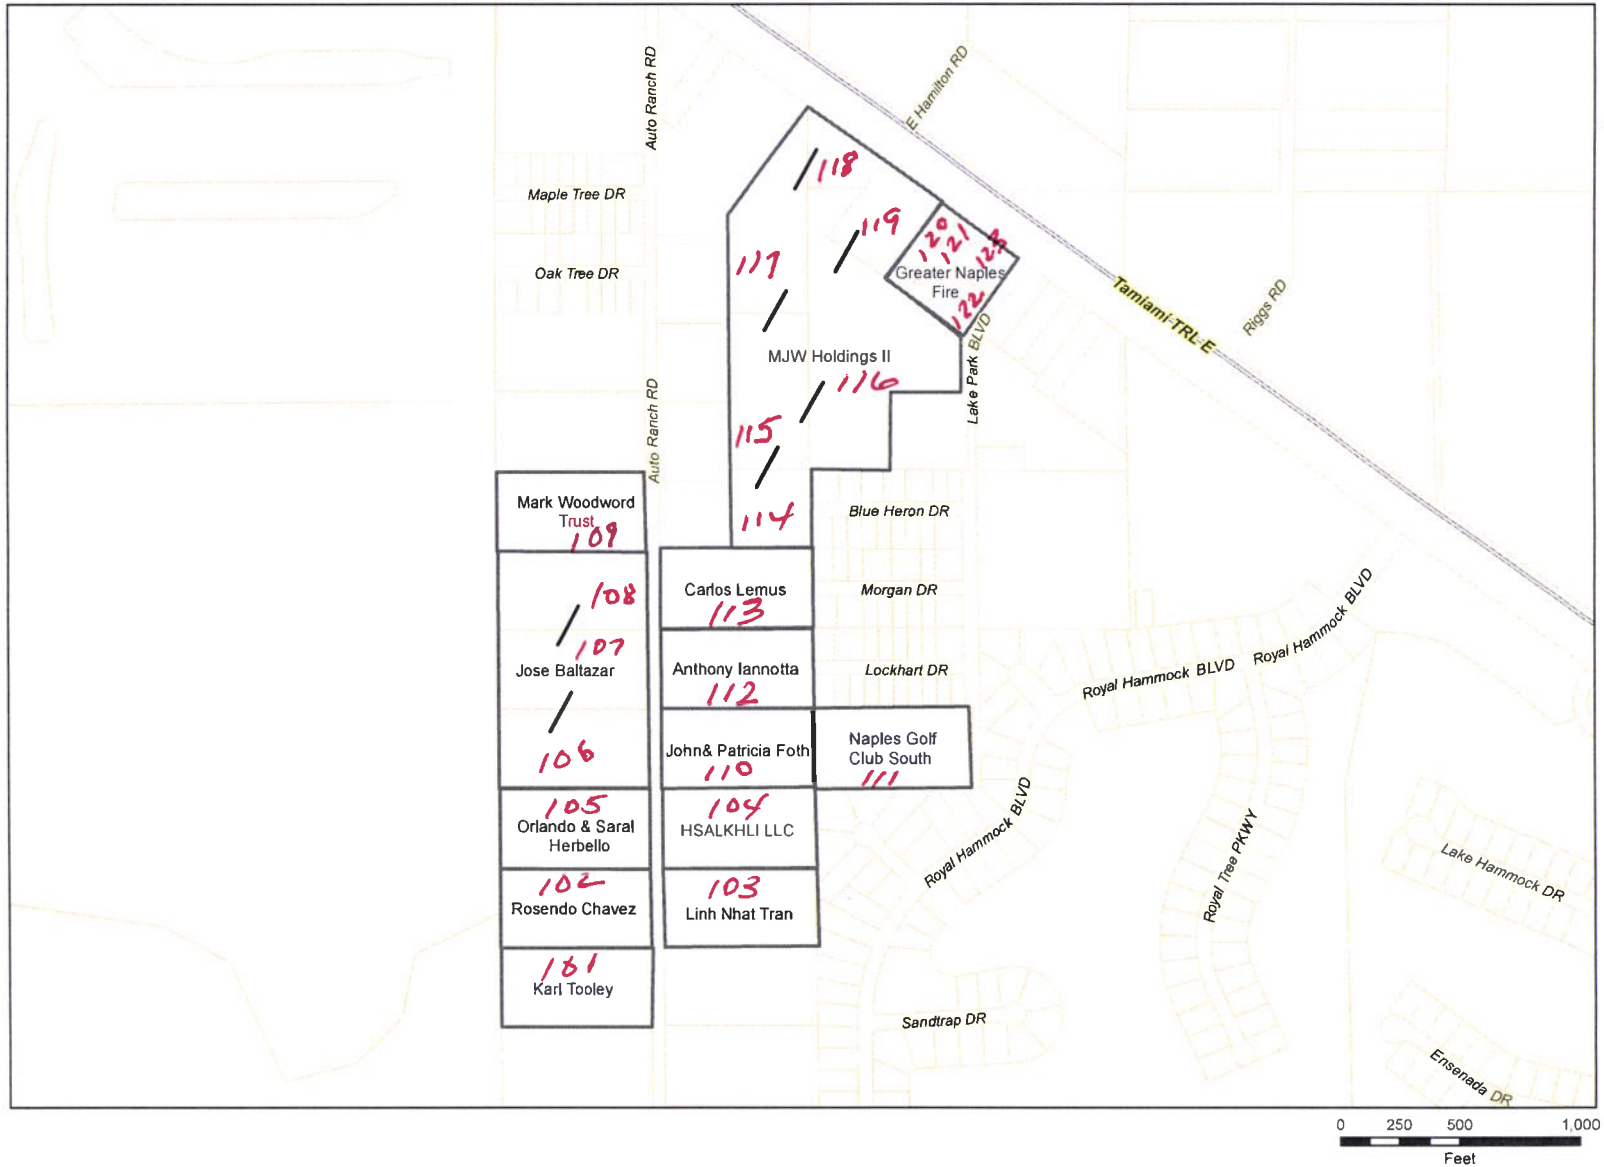 Auto Ranch RD
E Hamilton RD
118
Maple Tree DR
119
120
121
123
117
Oak Tree DR
Greater Naples
Fire
122
Tamiami-TRL-E
Riggs RD
Lake Park BLVD
MJW Holdings II
116
Auto Ranch RD
115
Mark Woodword
Trust
109
114
Blue Heron DR
108
Carlos Lemus
113
Morgan DR
Royal Hammock BLVD
107
Jose Baltazar
Anthony Iannotta
112
Lockhart DR
Royal Hammock BLVD
106
John& Patricia Foth
110
Naples Golf
Club South
111
105
Orlando & Saral
Herbello
104
HSALKHLI LLC
Royal Hammock BLVD
Royal Tree PKWY
Lake Hammock DR
102
Rosendo Chavez
103
Linh Nhat Tran
101
Karl Tooley
Sandtrap DR
Ensenada DR
0 250 500 1,000
Feet